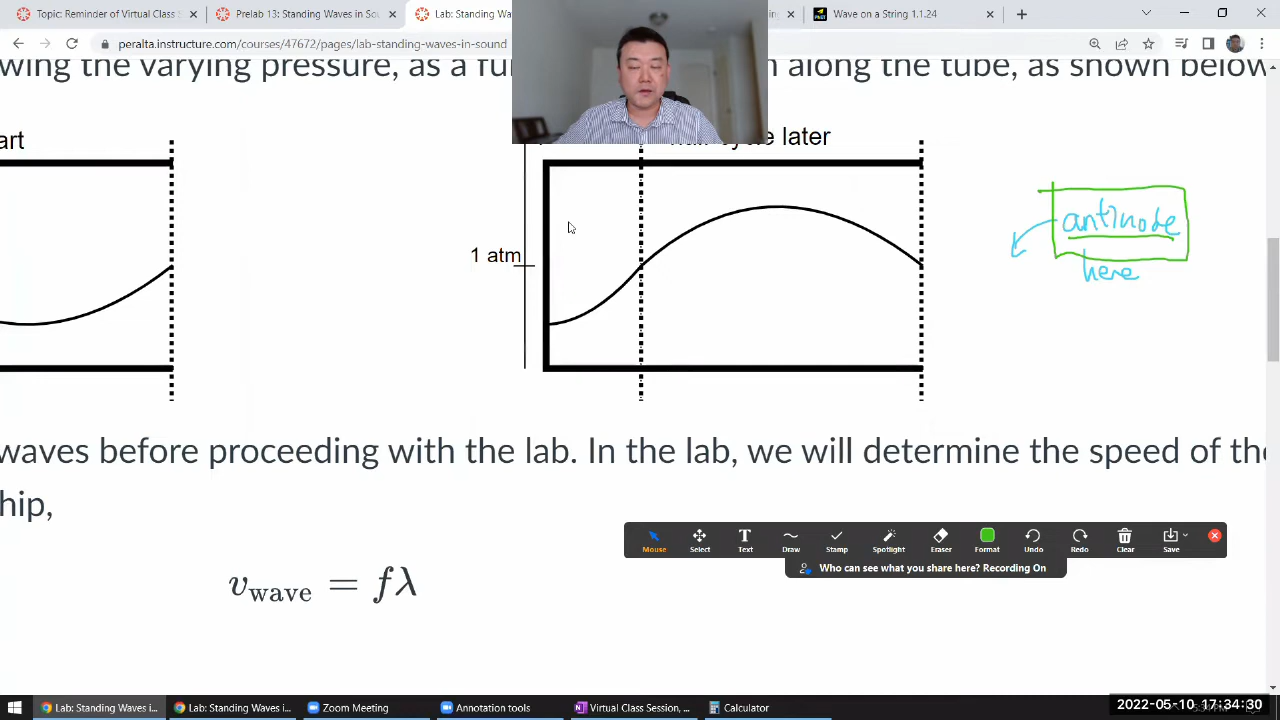 Topic: Tutorials for Virtual Class S
Prelab 13: Standing Waves in So
Lab: Standing Wa
Wave on a String 1.1.24
peralta.instructure.com/courses/47672/pages/lab-standing-waves-in-sound
wing the varying pressure, as a fu
along the tube, as shown below
art
later
1 atm
antinode
here
waves before proceeding with the lab. In the lab, we will determine the speed of the
hip,
v_wave = fλ
Mouse Select Text Draw Stamp Spotlight Eraser Format Undo Redo Clear Save
Who can see what you share here? Recording On
Lab: Standing Waves i... Lab: Standing Waves i... Zoom Meeting Annotation tools Virtual Class Session, ... Calculator
2022-05-10 17:34:30